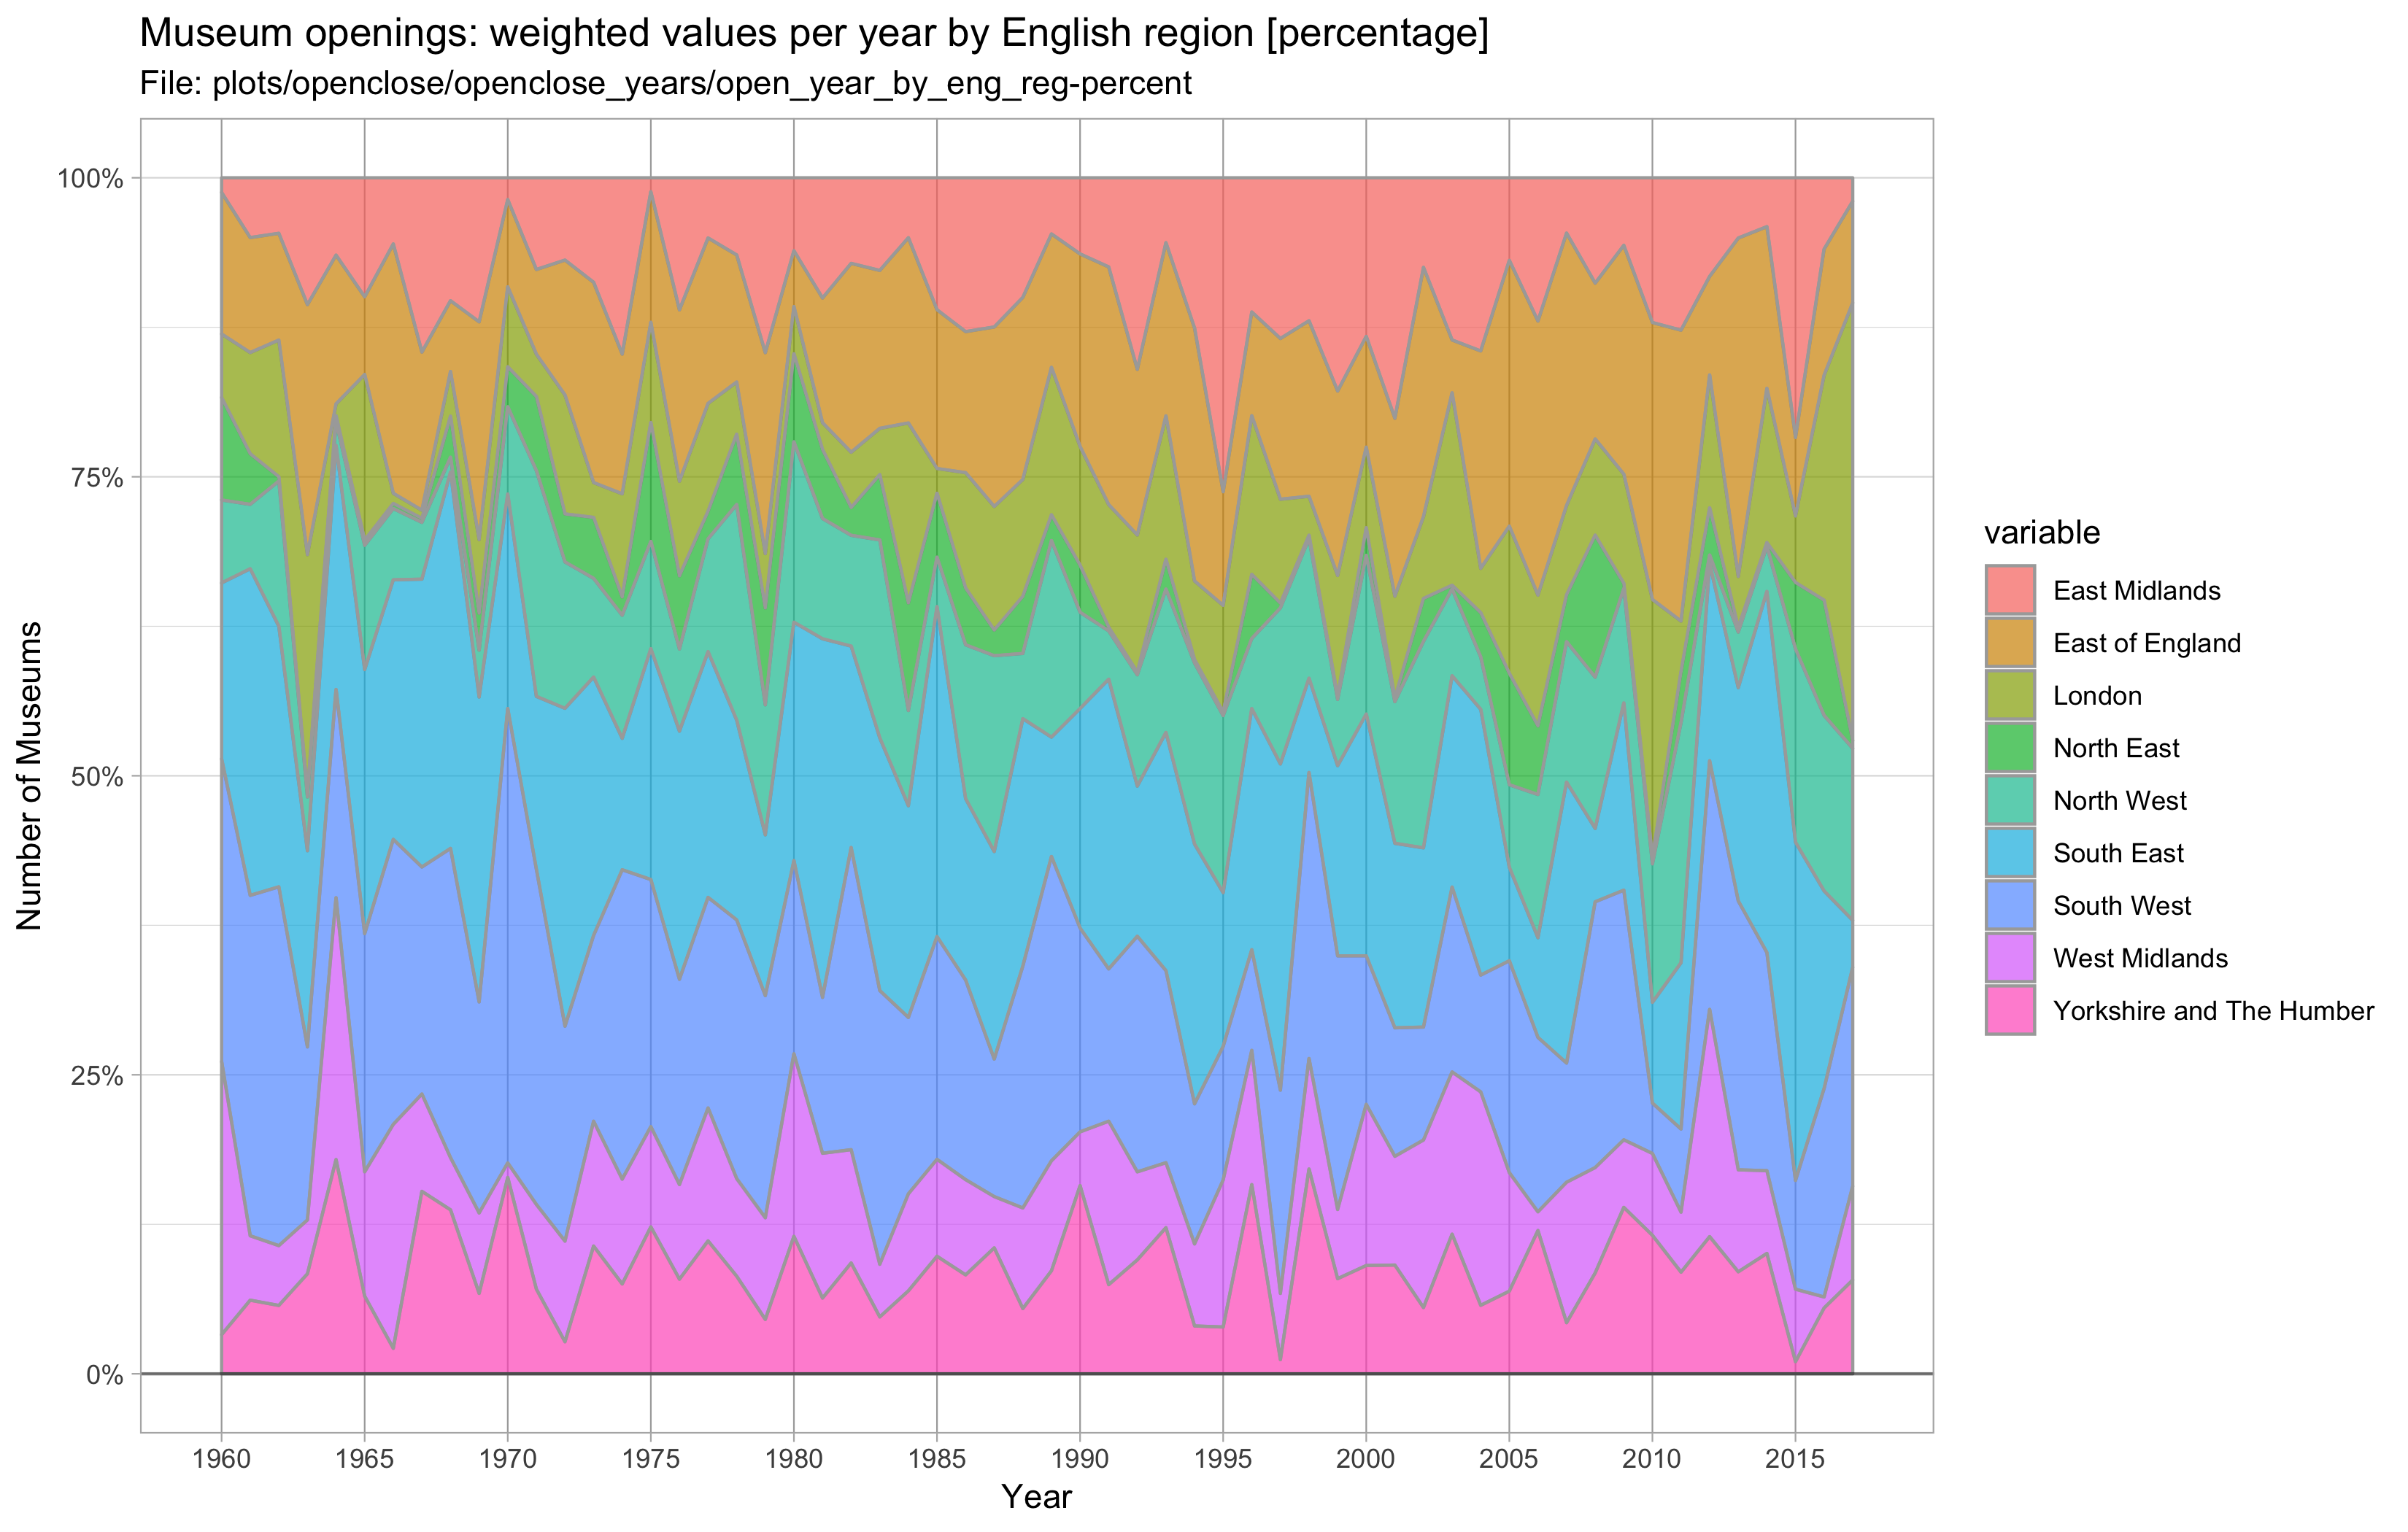 Museum openings: weighted values per year by English region [percentage]
File: plots/openclose/openclose_years/open_year_by_eng_reg-percent
Number of Museums
100%
75%
50%
25%
0%
1960 1965 1970 1975 1980 1985 1990 1995 2000 2005 2010 2015
Year
variable
East Midlands
East of England
London
North East
North West
South East
South West
West Midlands
Yorkshire and The Humber